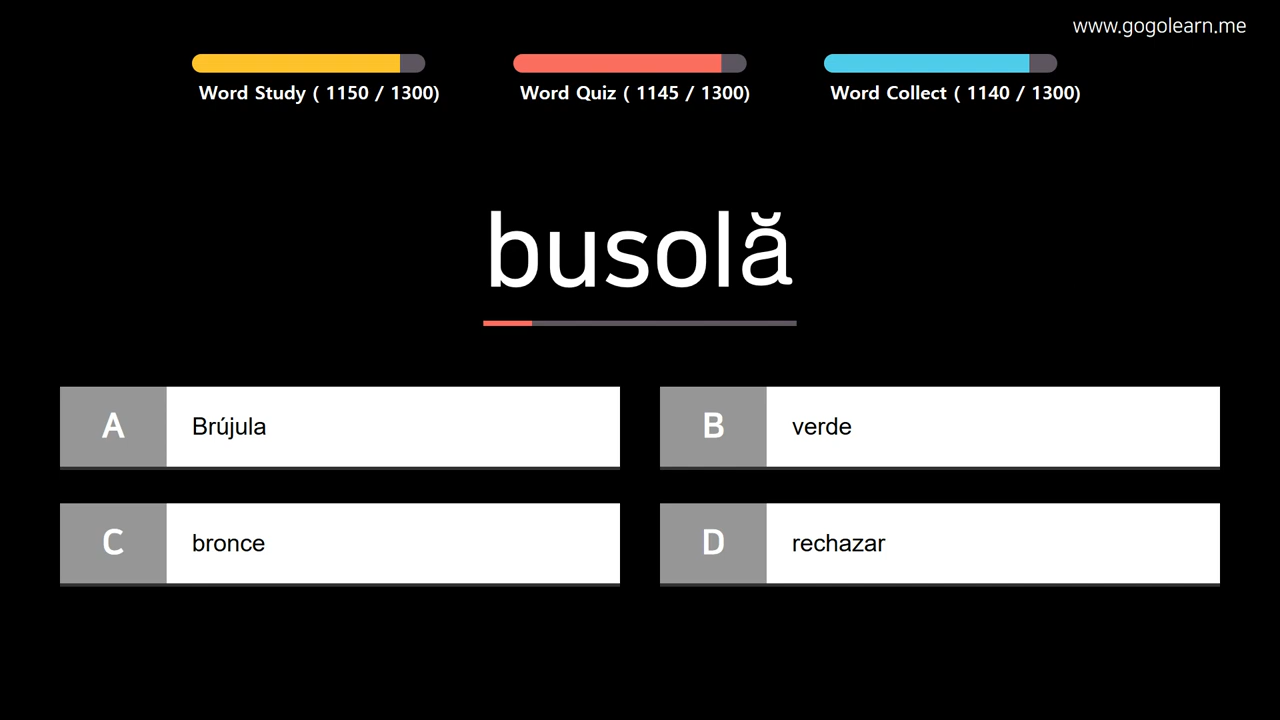 www.gogolearn.me
Word Study ( 1150 / 1300)
Word Quiz ( 1145 / 1300)
Word Collect ( 1140 / 1300)
busolă
A Brújula
B verde
C bronce
D rechazar